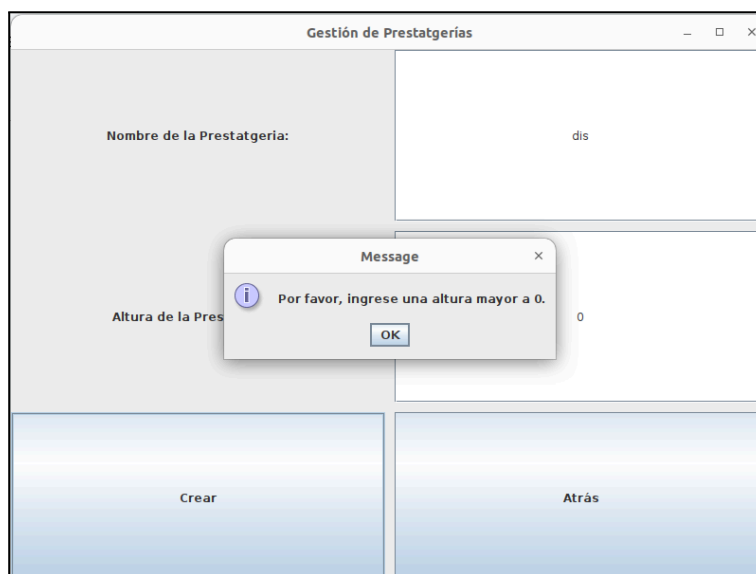 Gestión de Prestatgerías
Nombre de la Prestatgeria:
dis
Message
Por favor, ingrese una altura mayor a 0.
OK
Altura de la Pres
0
Crear
Atrás